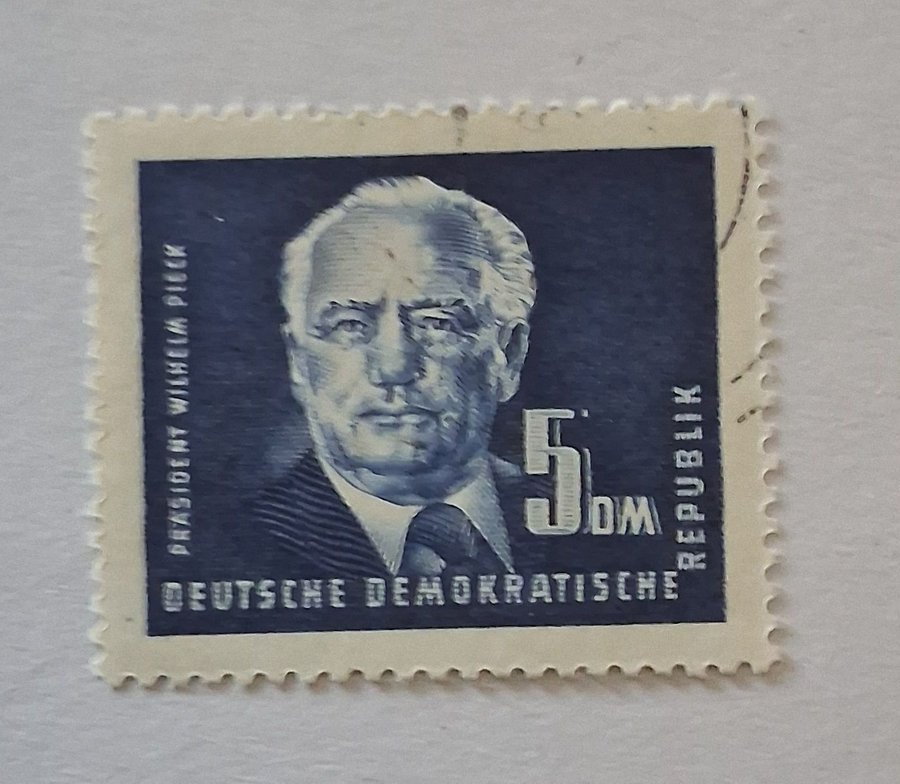 PRÄSIDENT WILHELM PIECK
5 DM
DEUTSCHE DEMOKRATISCHE
REPUBLIK